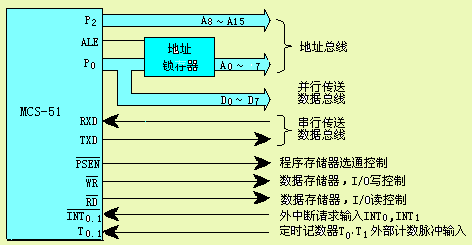 P2 A8～A15
ALE
地址
锁存器
地址总线
P0 A0～ 7
并行传送
数据总线
D0～D7
MCS-51
RXD
串行传送
数据总线
TXD
PSEN 程序存储器选通控制
WR 数据存储器，I/O写控制
RD 数据存储器，I/O读控制
INT0.1 外中断请求输入INT0,INT1
T0.1 定时记数器T0.T1外部计数脉冲输入